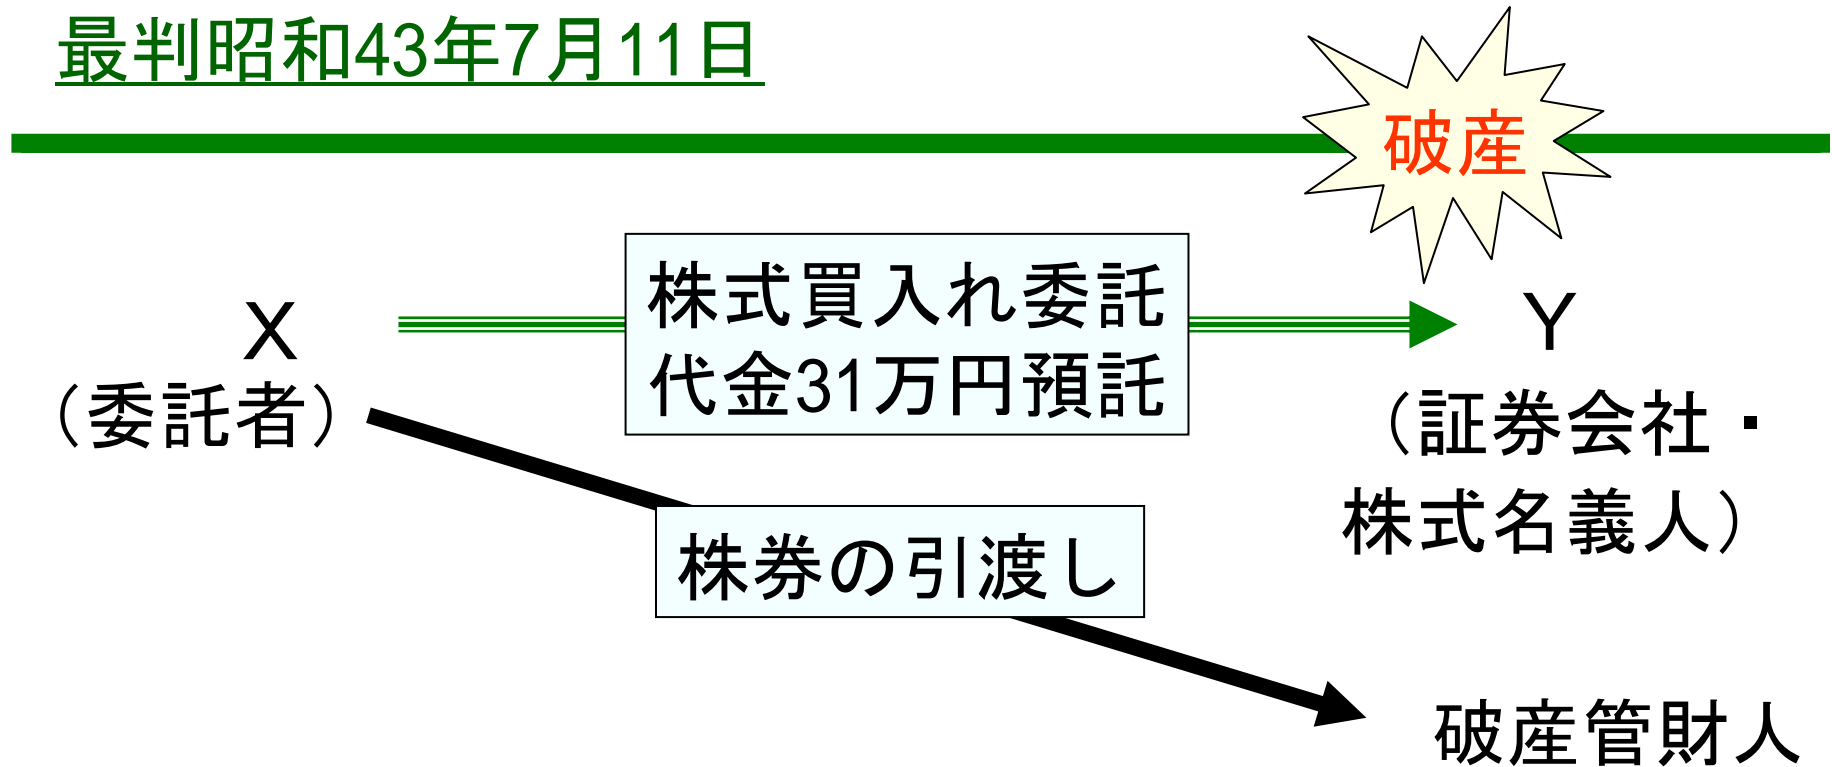 最判昭和43年7月11日
破産
株式買入れ委託
代金31万円預託
X
（委託者）
Y
（証券会社・
株式名義人）
株券の引渡し
破産管財人